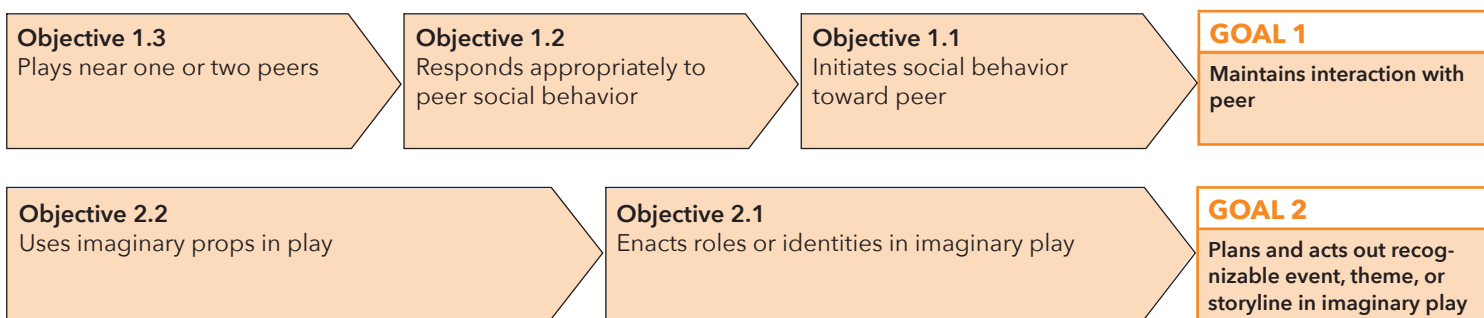 Objective 1.3
Plays near one or two peers
Objective 1.2
Responds appropriately to
peer social behavior
Objective 1.1
Initiates social behavior
toward peer
GOAL 1
Maintains interaction with
peer
Objective 2.2
Uses imaginary props in play
Objective 2.1
Enacts roles or identities in imaginary play
GOAL 2
Plans and acts out recog-
nizable event, theme, or
storyline in imaginary play